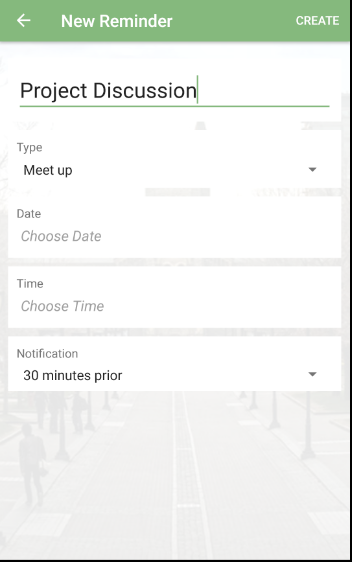 New Reminder
CREATE
Project Discussion
Type
Meet up
Date
Choose Date
Time
Choose Time
Notification
30 minutes prior